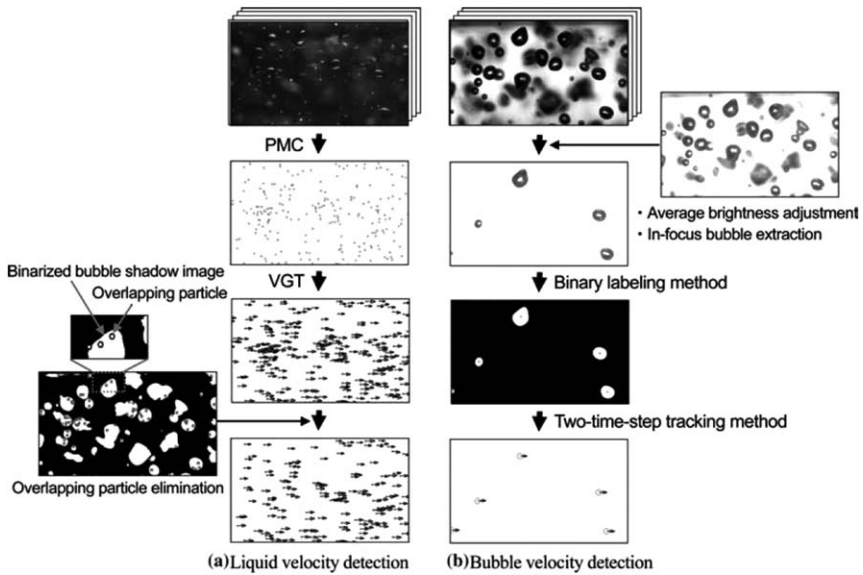 PMC
VGT
Binarized bubble shadow image
Overlapping particle
Overlapping particle elimination
(a)Liquid velocity detection
• Average brightness adjustment
• In-focus bubble extraction
Binary labeling method
Two-time-step tracking method
(b)Bubble velocity detection